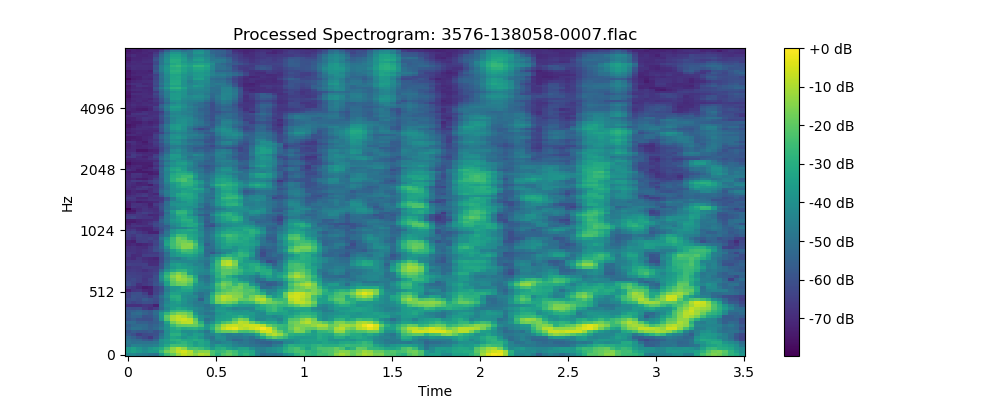 Processed Spectrogram: 3576-138058-0007.flac
+0 dB
-10 dB
-20 dB
-30 dB
-40 dB
-50 dB
-60 dB
-70 dB
Hz
4096
2048
1024
512
0
0 0.5 1 1.5 2 2.5 3 3.5
Time